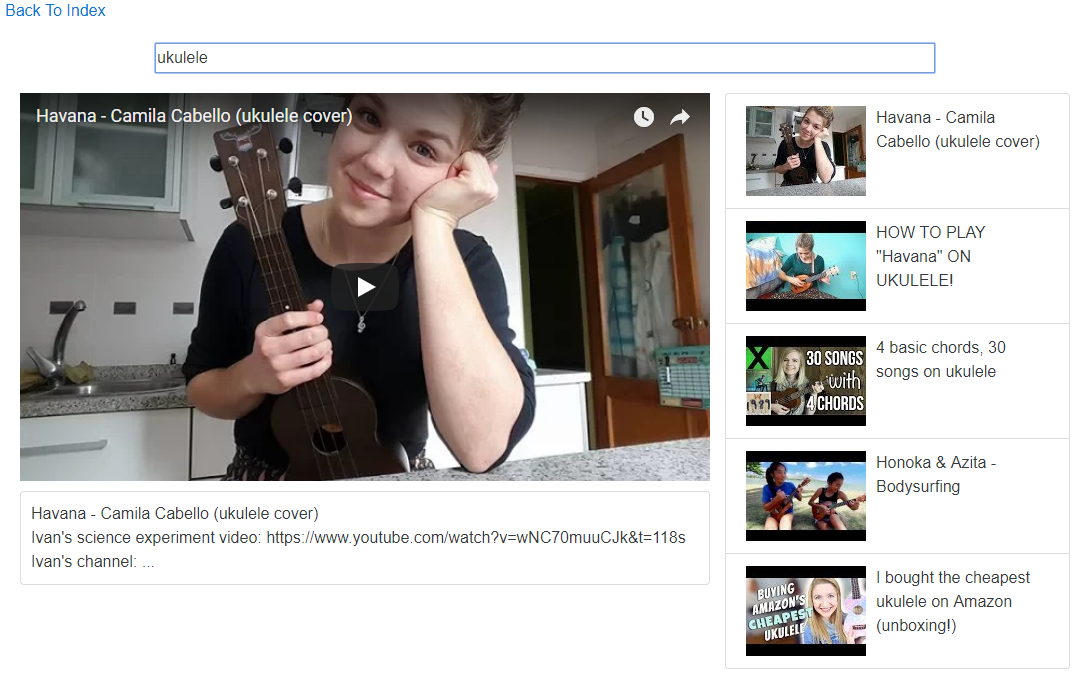 Back To Index
ukulele
Havana - Camila Cabello (ukulele cover)
Havana - Camila Cabello (ukulele cover)
Ivan's science experiment video: https://www.youtube.com/watch?v=wNC70muuCJk&t=118s
Ivan's channel: ...
Havana - Camila
Cabello (ukulele cover)
HOW TO PLAY
"Havana" ON
UKULELE!
30 SONGS
with
4 CHORDS
4 basic chords, 30
songs on ukulele
Honoka & Azita -
Bodysurfing
BUYING
AMAZON'S
CHEAPEST
UKULELE
I bought the cheapest
ukulele on Amazon
(unboxing!)